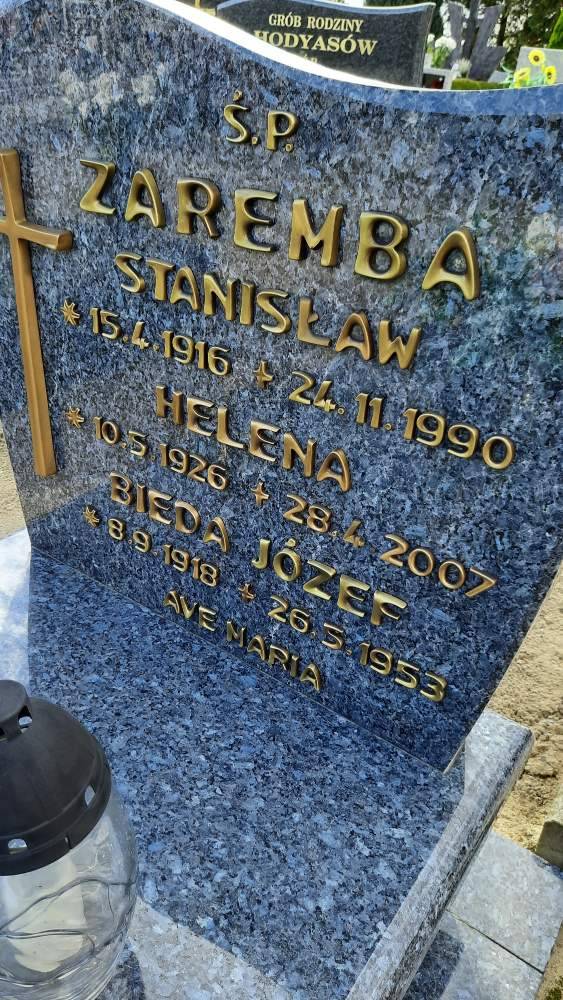 GRÓB RODZINY
HODYASÓW
Ś.P.
ZAREMBA
STANISŁAW
* 15.4.1916 + 24.11.1990
HELENA
* 10.5.1926 + 28.4.2007
BIEDA JÓZEF
* 8.9.1918 + 26.5.1953
AVE MARIA